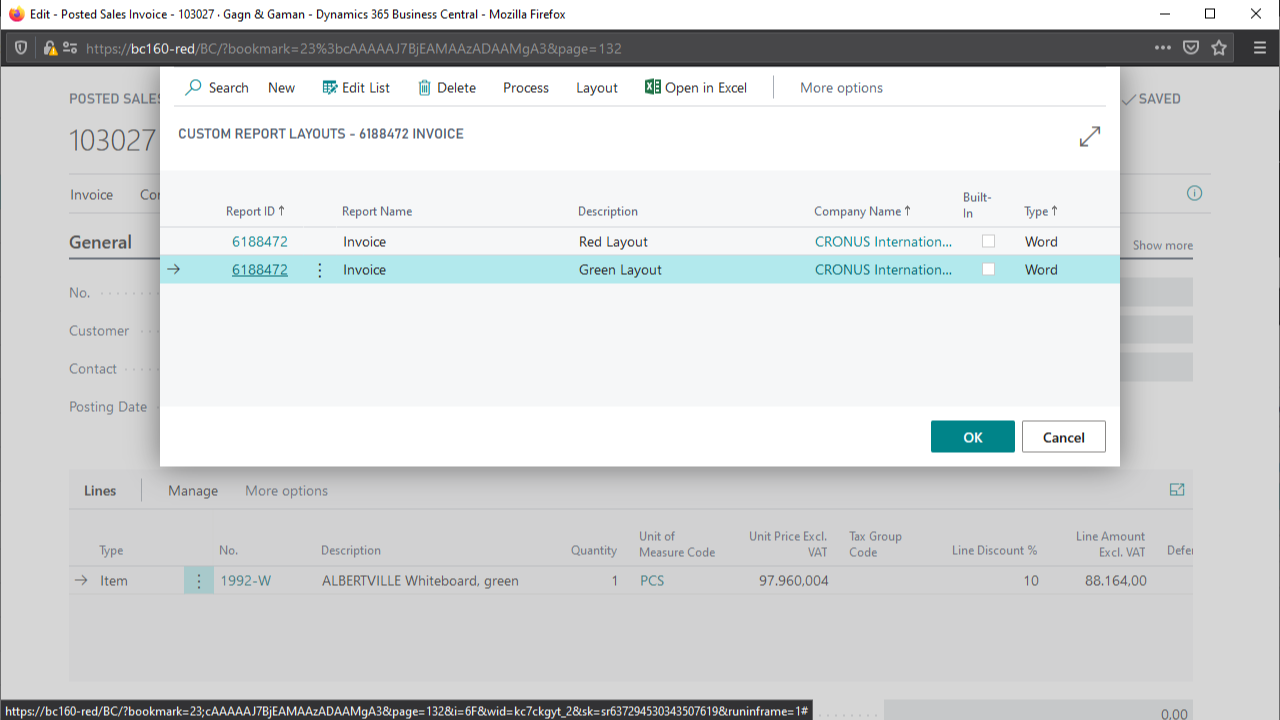 Edit - Posted Sales Invoice - 103027 · Gagn & Gaman - Dynamics 365 Business Central - Mozilla Firefox
https://bc160-red/BC/?bookmark=23%3bcAAAAAJ7BjEAMAAzADAAMgA3&page=132
POSTED SALES
SAVED
103027
Invoice
General
Show more
No.
Customer
Contact
Posting Date
Search New Edit List Delete Process Layout Open in Excel More options
CUSTOM REPORT LAYOUTS - 6188472 INVOICE
Report ID ↑ Report Name Description Company Name ↑ Built-In Type ↑
6188472 Invoice Red Layout CRONUS Internation... Word
6188472 Invoice Green Layout CRONUS Internation... Word
OK Cancel
Lines Manage More options
Type No. Description Quantity Unit of Measure Code Unit Price Excl. VAT Tax Group Code Line Discount % Line Amount Excl. VAT Defer
Item 1992-W ALBERTVILLE Whiteboard, green 1 PCS 97.960,004 10 88.164,00
https://bc160-red/BC/?bookmark=23;cAAAAAJ7BjEAMAAzADAAMgA3&page=132&i=6F&wid=kc7ckgyt_2&sk=sr637294530343507619&runinframe=1#
0,00